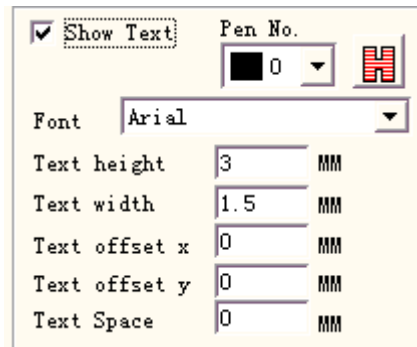 Show Text Pen No.
0
Font Arial
Text height 3 MM
Text width 1.5 MM
Text offset x 0 MM
Text offset y 0 MM
Text Space 0 MM